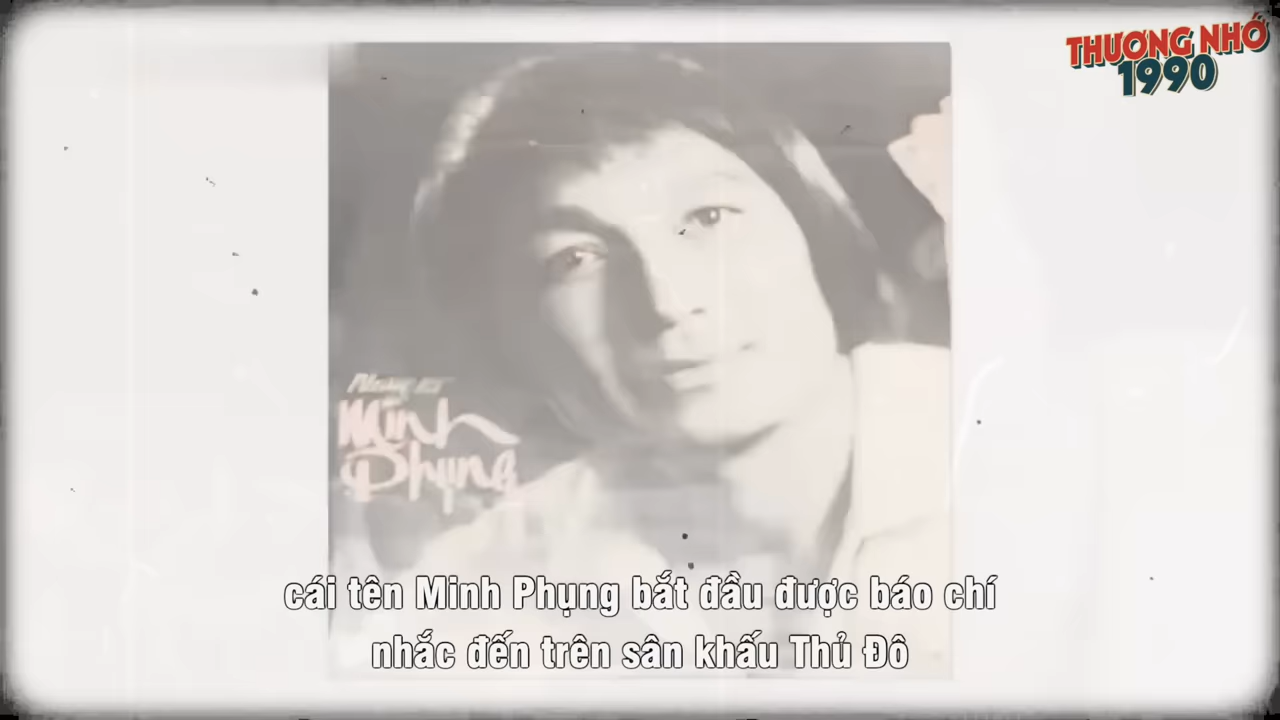 THƯƠNG NHỚ
1990
Minh
Phụng
cái tên Minh Phụng bắt đầu được báo chí
nhắc đến trên sân khấu Thủ Đô